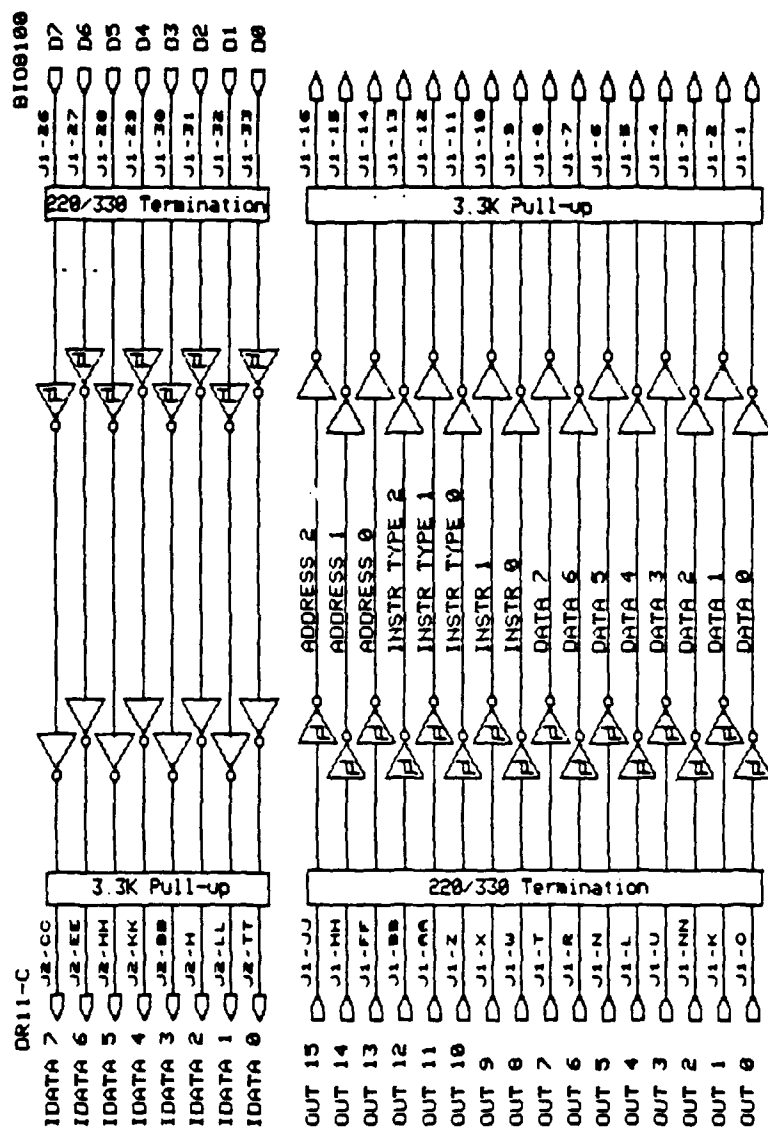 DR11-C
BIO8100
IDATA 7 J2-CC J1-26 D7
IDATA 6 J2-EE J1-27 D6
IDATA 5 J2-HH J1-28 D5
IDATA 4 J2-KK J1-29 D4
IDATA 3 J2-BB J1-30 D3
IDATA 2 J2-H J1-31 D2
IDATA 1 J2-LL J1-32 D1
IDATA 0 J2-TT J1-33 D0
3.3K Pull-up
220/330 Termination
OUT 15 J1-JJ ADDRESS 2 J1-16
OUT 14 J1-HH ADDRESS 1 J1-15
OUT 13 J1-FF ADDRESS 0 J1-14
OUT 12 J1-BB INSTR TYPE 2 J1-13
OUT 11 J1-AA INSTR TYPE 1 J1-12
OUT 10 J1-Z INSTR TYPE 0 J1-11
OUT 9 J1-X INSTR 1 J1-10
OUT 8 J1-W INSTR 0 J1-9
OUT 7 J1-T DATA 7 J1-8
OUT 6 J1-R DATA 6 J1-7
OUT 5 J1-N DATA 5 J1-6
OUT 4 J1-L DATA 4 J1-5
OUT 3 J1-U DATA 3 J1-4
OUT 2 J1-NN DATA 2 J1-3
OUT 1 J1-K DATA 1 J1-2
OUT 0 J1-C DATA 0 J1-1
220/330 Termination
3.3K Pull-up